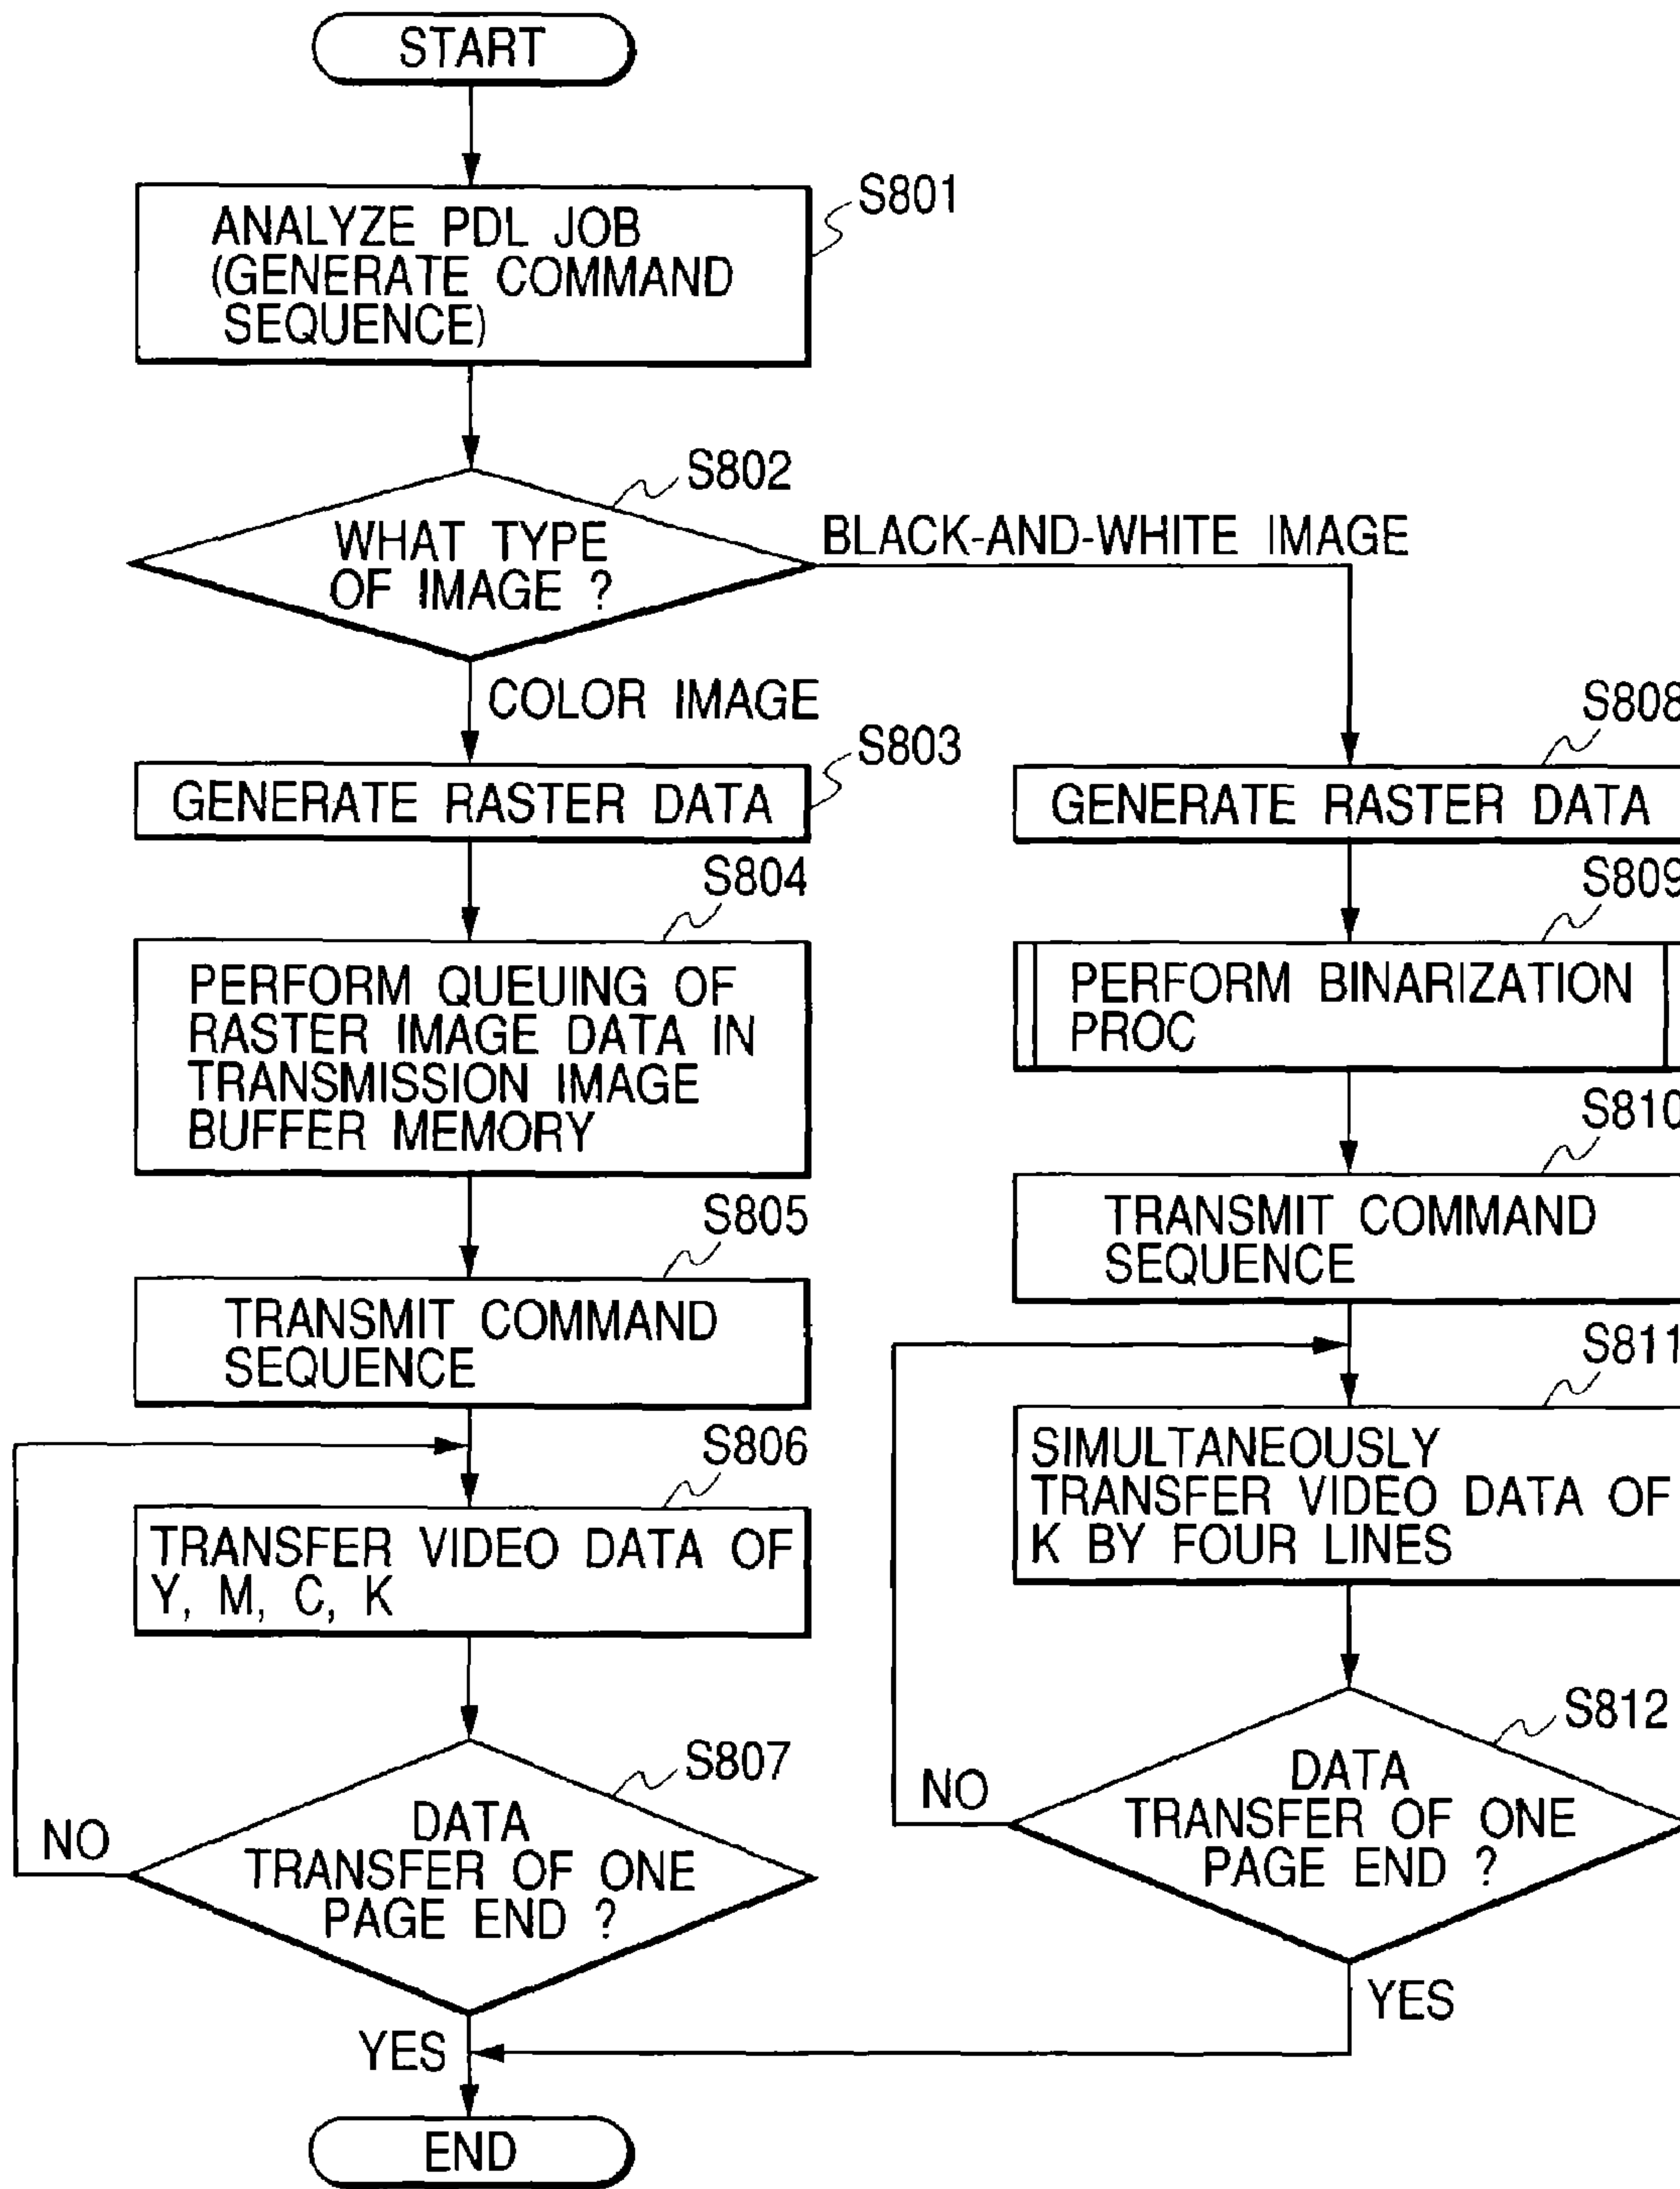 START
S801
ANALYZE PDL JOB
(GENERATE COMMAND
SEQUENCE)
S802
WHAT TYPE
OF IMAGE ?
BLACK-AND-WHITE IMAGE
COLOR IMAGE
S803
GENERATE RASTER DATA
S804
PERFORM QUEUING OF
RASTER IMAGE DATA IN
TRANSMISSION IMAGE
BUFFER MEMORY
S805
TRANSMIT COMMAND
SEQUENCE
S806
TRANSFER VIDEO DATA OF
Y, M, C, K
S807
DATA
TRANSFER OF ONE
PAGE END ?
NO
YES
S808
GENERATE RASTER DATA
S809
PERFORM BINARIZATION
PROC
S810
TRANSMIT COMMAND
SEQUENCE
S811
SIMULTANEOUSLY
TRANSFER VIDEO DATA OF
K BY FOUR LINES
S812
DATA
TRANSFER OF ONE
PAGE END ?
NO
YES
END